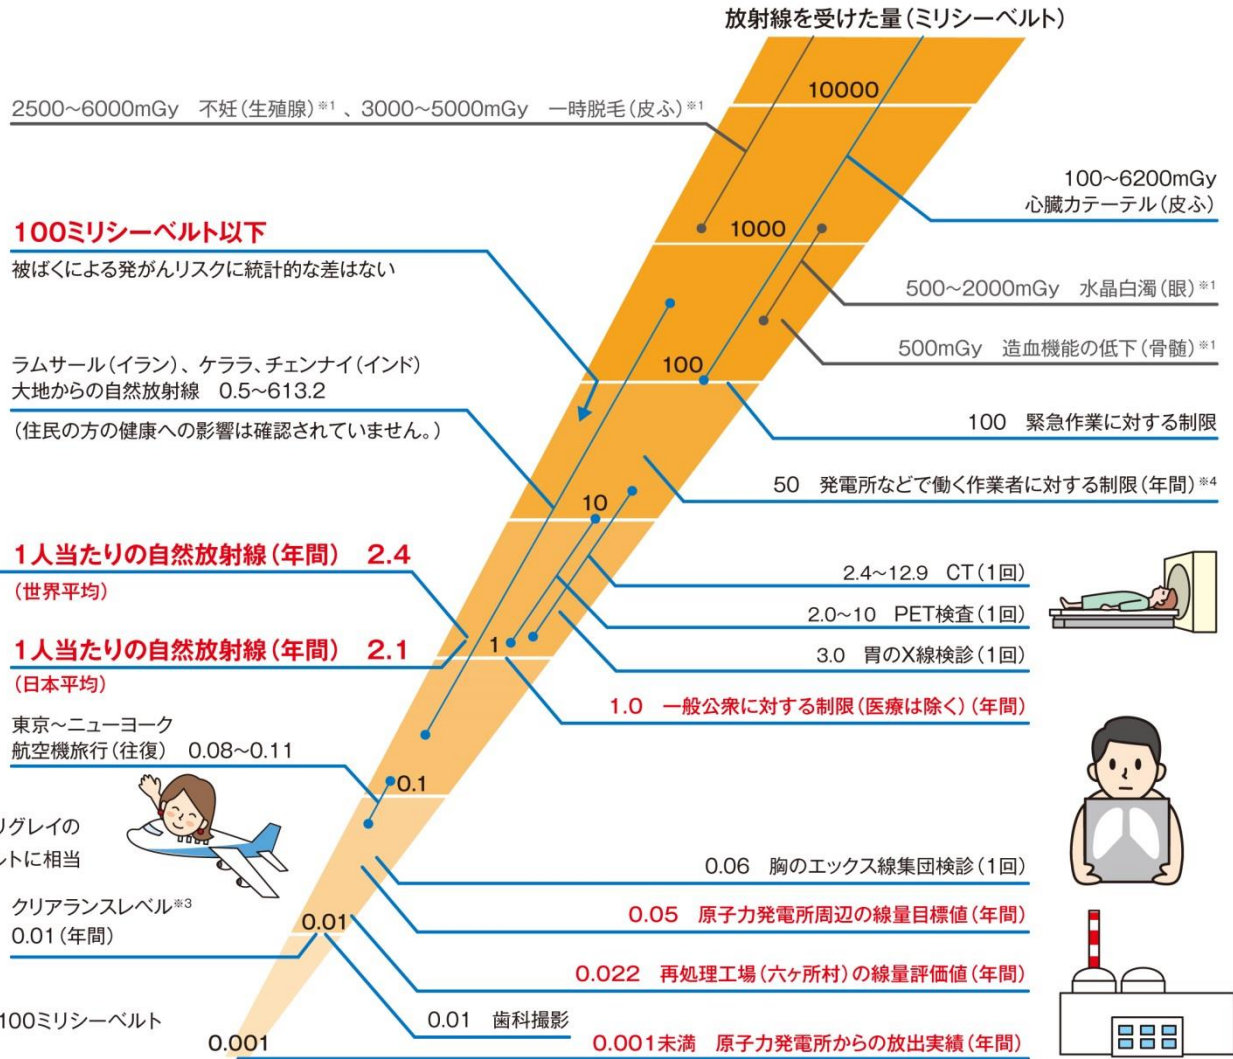 放射線を受けた量(ミリシーベルト)
10000
2500~6000mGy 不妊(生殖腺)※1 、3000~5000mGy 一時脱毛(皮ふ)※1
100~6200mGy
心臓カテーテル(皮ふ)
1000
100ミリシーベルト以下
被ばくによる発がんリスクに統計的な差はない
500~2000mGy 水晶白濁(眼)※1
500mGy 造血機能の低下(骨髄)※1
ラムサール(イラン)、ケララ、チェンナイ(インド)
大地からの自然放射線 0.5~613.2
(住民の方の健康への影響は確認されていません。)
100
100 緊急作業に対する制限
50 発電所などで働く作業者に対する制限(年間)※4
10
1人当たりの自然放射線(年間) 2.4
(世界平均)
2.4~12.9 CT(1回)
2.0~10 PET検査(1回)
1人当たりの自然放射線(年間) 2.1
(日本平均)
1
3.0 胃のX線検診(1回)
1.0 一般公衆に対する制限(医療は除く)(年間)
東京~ニューヨーク
航空機旅行(往復) 0.08~0.11
0.1
リグレイの
ルトに相当
0.06 胸のエックス線集団検診(1回)
クリアランスレベル※3
0.01(年間)
0.01
0.05 原子力発電所周辺の線量目標値(年間)
0.022 再処理工場(六ヶ所村)の線量評価値(年間)
100ミリシーベルト
0.01 歯科撮影
0.001
0.001未満 原子力発電所からの放出実績(年間)